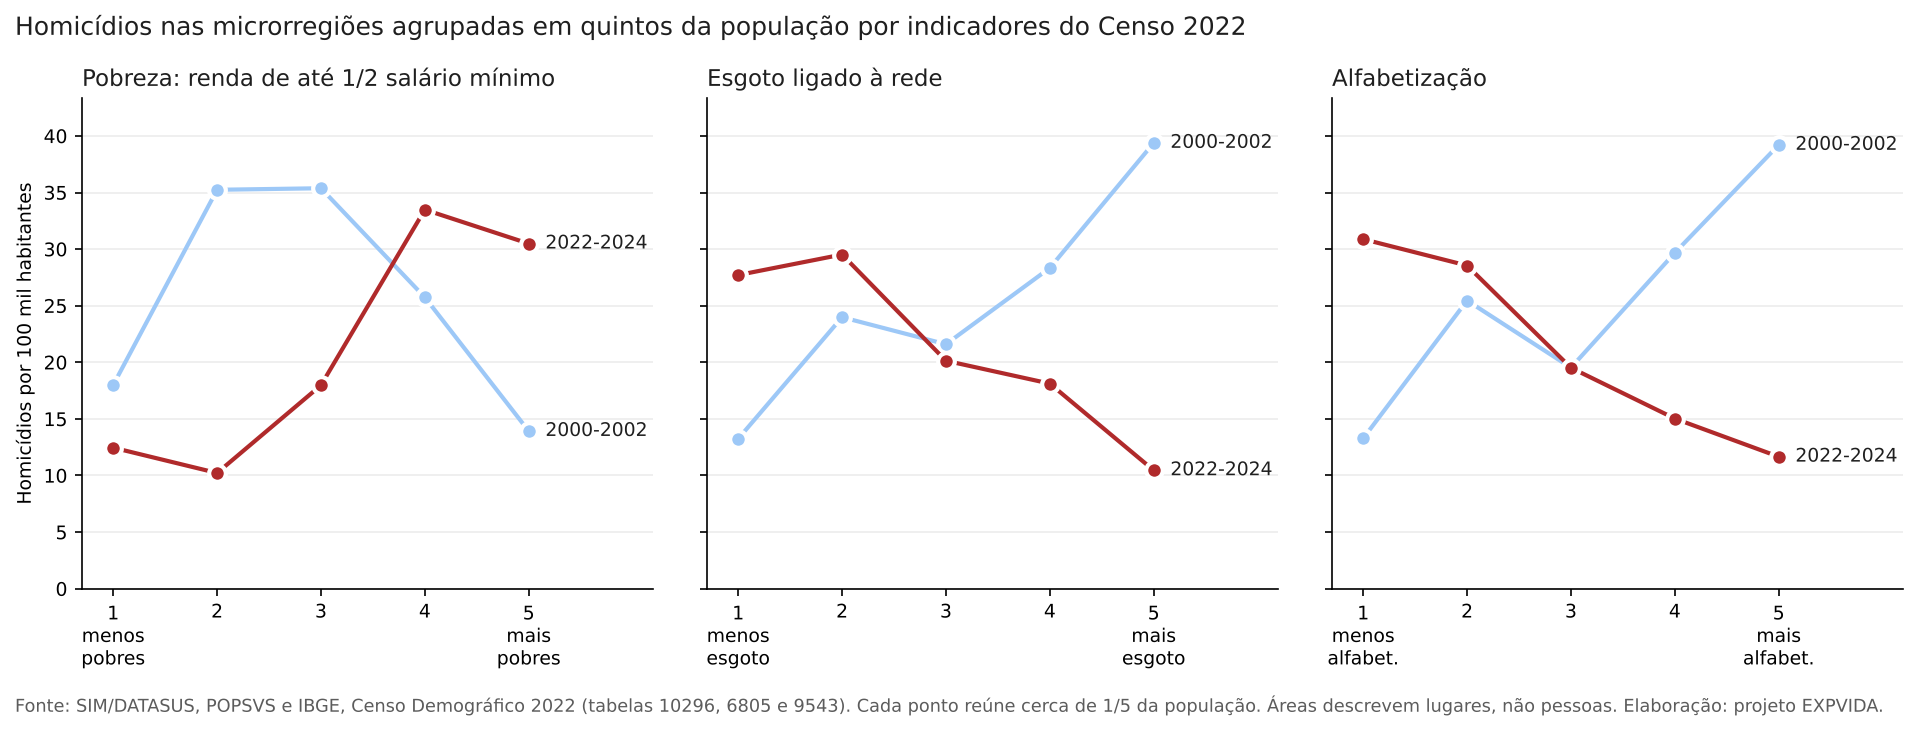 Homicídios nas microrregiões agrupadas em quintos da população por indicadores do Censo 2022
Pobreza: renda de até 1/2 salário mínimo
Homicídios por 100 mil habitantes
40
35
30
25
20
15
10
5
0
2022-2024
2000-2002
1
menos
pobres
2
3
4
5
mais
pobres
Esgoto ligado à rede
2000-2002
2022-2024
1
menos
esgoto
2
3
4
5
mais
esgoto
Alfabetização
2000-2002
2022-2024
1
menos
alfabet.
2
3
4
5
mais
alfabet.
Fonte: SIM/DATASUS, POPSVS e IBGE, Censo Demográfico 2022 (tabelas 10296, 6805 e 9543). Cada ponto reúne cerca de 1/5 da população. Áreas descrevem lugares, não pessoas. Elaboração: projeto EXPVIDA.